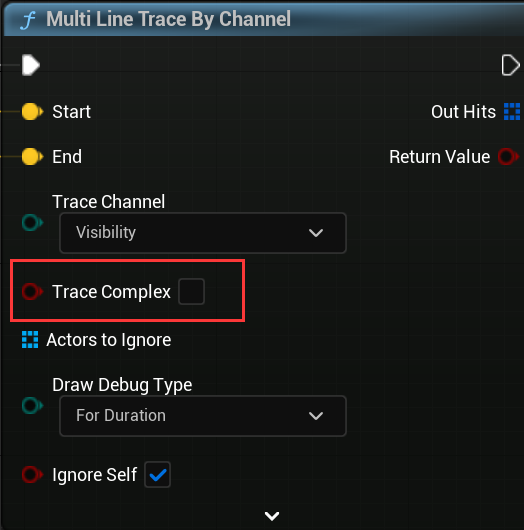 Multi Line Trace By Channel
Start
Out Hits
End
Return Value
Trace Channel
Visibility
Trace Complex
Actors to Ignore
Draw Debug Type
For Duration
Ignore Self